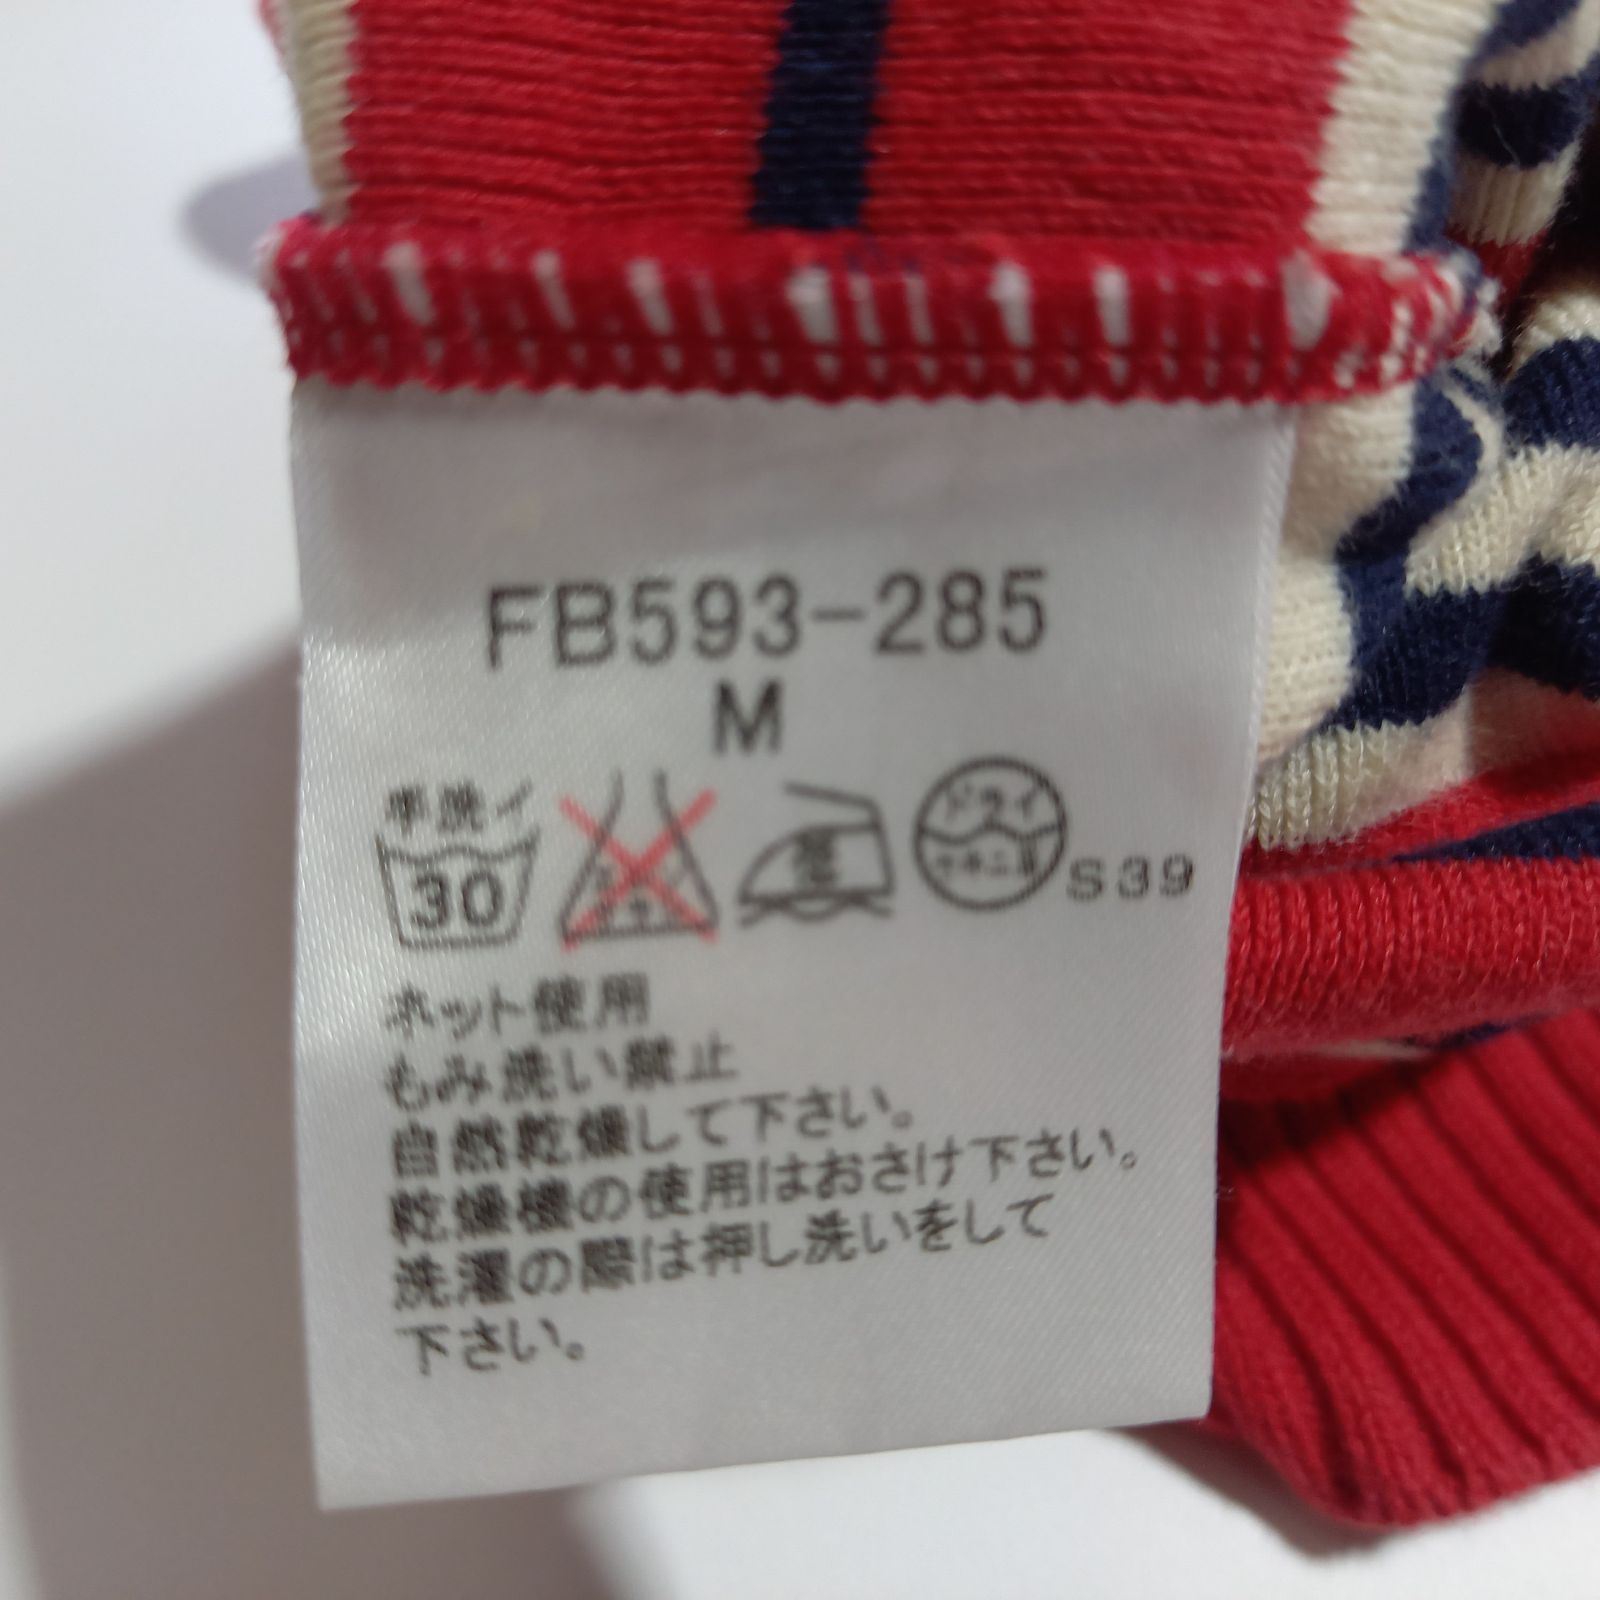 FB593-285
M
手洗イ
30
ドライ
S39
ネット使用
もみ洗い禁止
自然乾燥して下さい。
乾燥機の使用はおさけ下さい。
洗濯の際は押し洗いをして
下さい。